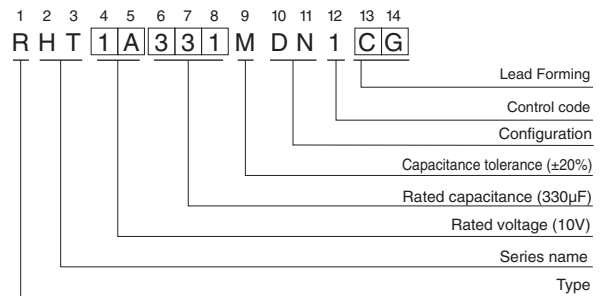 1 2 3 4 5 6 7 8 9 10 11 12 13 14
R H T 1 A 3 3 1 M D N 1 C G
Lead Forming
Control code
Configuration
Capacitance tolerance (±20%)
Rated capacitance (330μF)
Rated voltage (10V)
Series name
Type